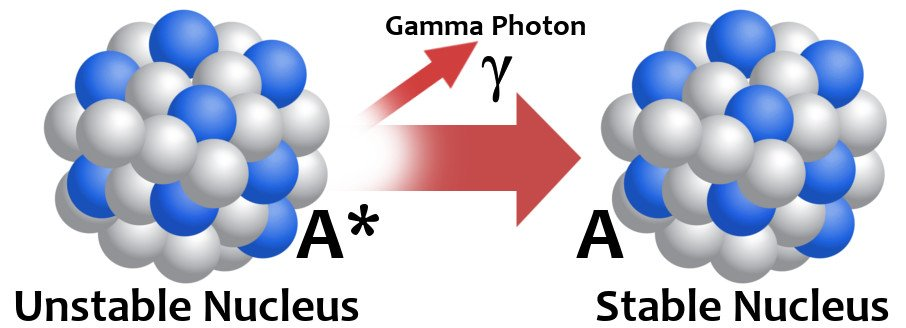 Gamma Photon
γ
A*
A
Unstable Nucleus
Stable Nucleus